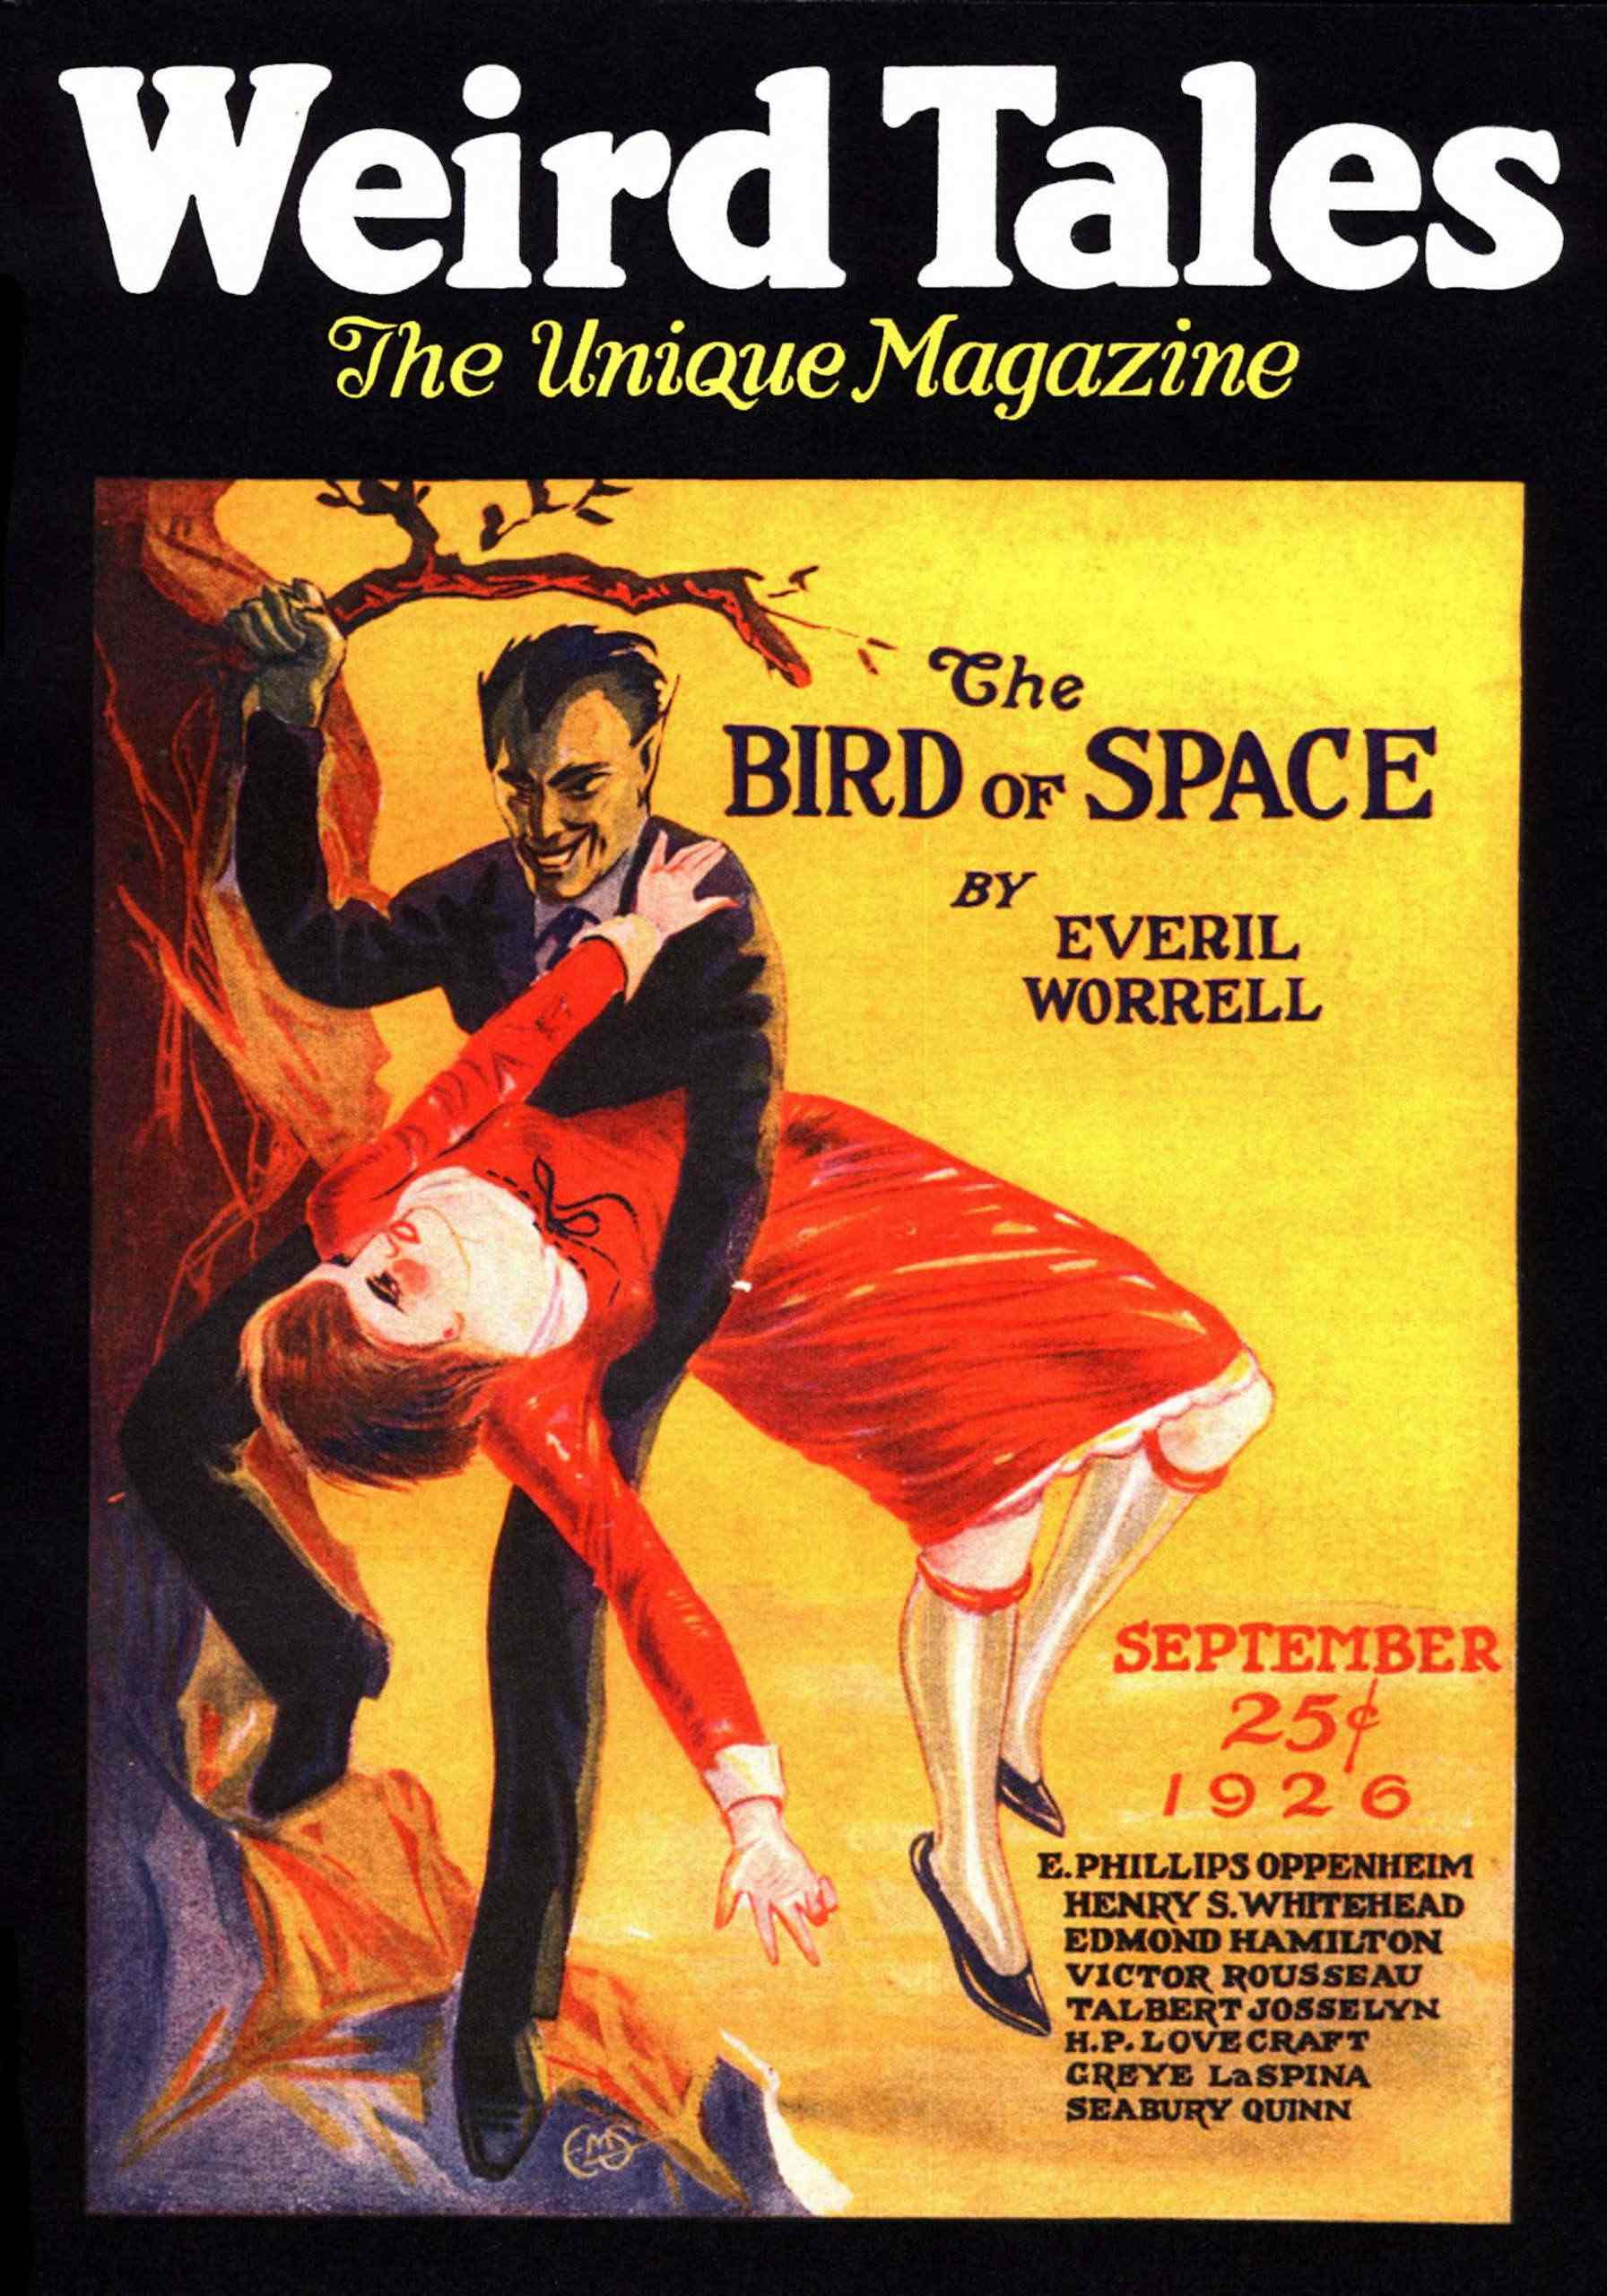 Weird Tales
The Unique Magazine
The
BIRD OF SPACE
BY
EVERIL
WORRELL
SEPTEMBER
25¢
1926
E. PHILLIPS OPPENHEIM
HENRY S. WHITEHEAD
EDMOND HAMILTON
VICTOR ROUSSEAU
TALBERT JOSSELYN
H. P. LOVECRAFT
GREYE LaSPINA
SEABURY QUINN
EMS